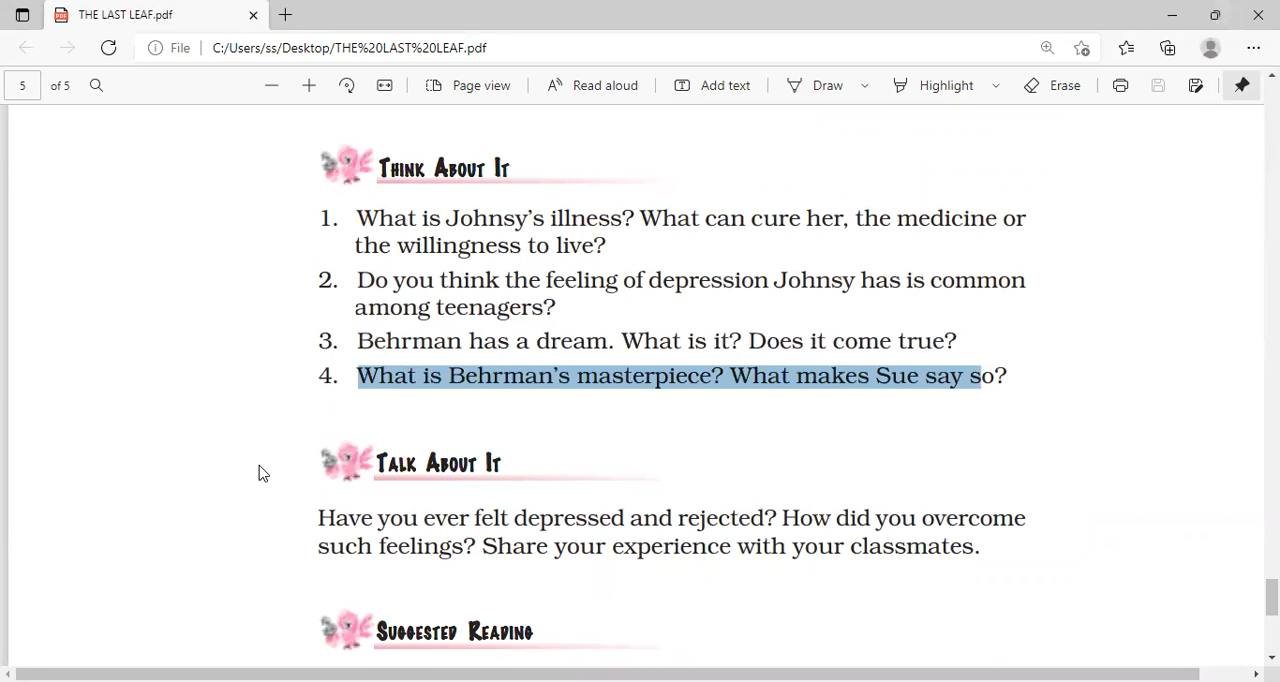 THE LAST LEAF.pdf
File C:/Users/ss/Desktop/THE%20LAST%20LEAF.pdf
5 of 5 Page view Read aloud Add text Draw Highlight Erase
THINK ABOUT IT
1. What is Johnsy's illness? What can cure her, the medicine or
the willingness to live?
2. Do you think the feeling of depression Johnsy has is common
among teenagers?
3. Behrman has a dream. What is it? Does it come true?
4. What is Behrman's masterpiece? What makes Sue say so?
TALK ABOUT IT
Have you ever felt depressed and rejected? How did you overcome
such feelings? Share your experience with your classmates.
SUGGESTED READING